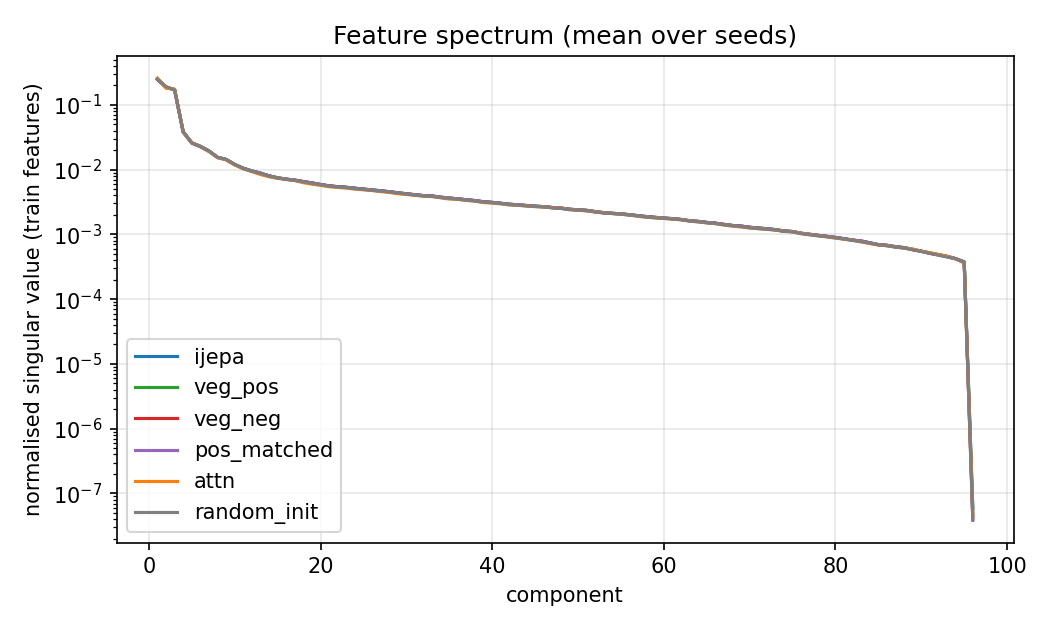 Feature spectrum (mean over seeds)
normalised singular value (train features)
10⁻¹
10⁻²
10⁻³
10⁻⁴
10⁻⁵
10⁻⁶
10⁻⁷
ijepa
veg_pos
veg_neg
pos_matched
attn
random_init
0 20 40 60 80 100
component